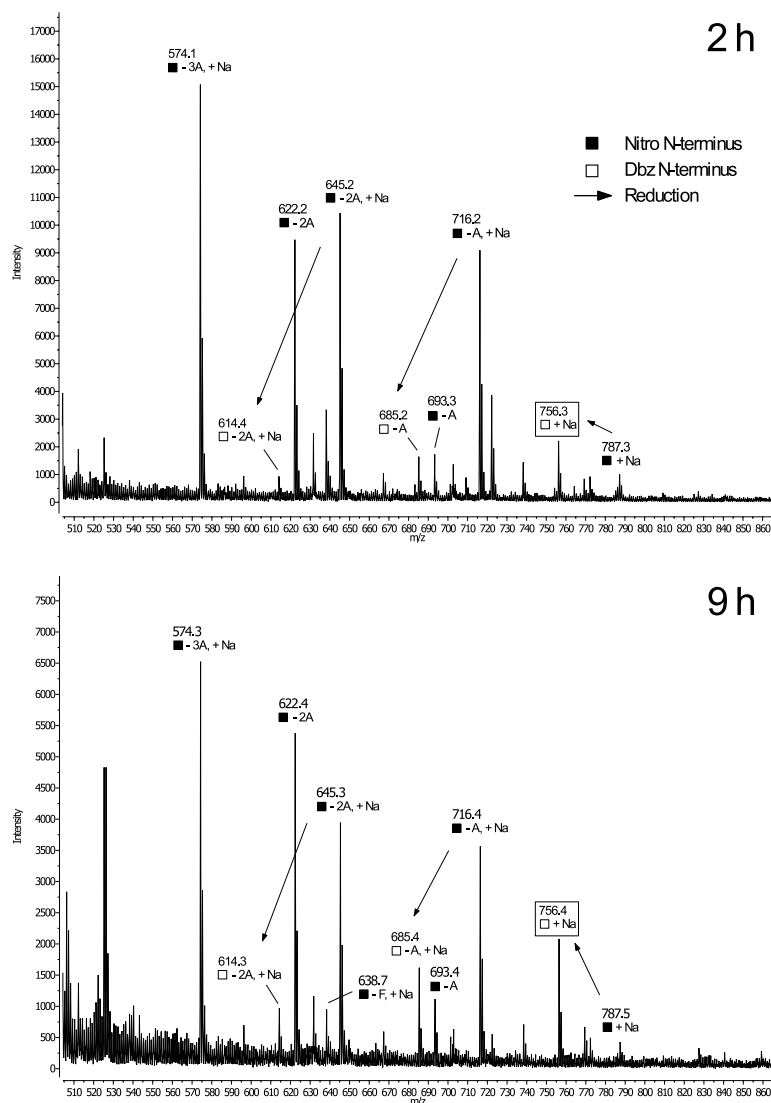 2 h
17000
16000
15000
14000
13000
12000
11000
10000
9000
8000
7000
6000
5000
4000
3000
2000
1000
0
Intensity
574.1
■ - 3A, + Na
622.2
■ - 2A
645.2
■ - 2A, + Na
716.2
■ - A, + Na
■ Nitro N-terminus
□ Dbz N-terminus
→ Reduction
614.4
□ - 2A, + Na
685.2
□ - A
693.3
■ - A
756.3
□ + Na
787.3
■ + Na
510 520 530 540 550 560 570 580 590 600 610 620 630 640 650 660 670 680 690 700 710 720 730 740 750 760 770 780 790 800 810 820 830 840 850 860
m/z
9 h
7500
7000
6500
6000
5500
5000
4500
4000
3500
3000
2500
2000
1500
1000
500
0
Intensity
574.3
■ - 3A, + Na
622.4
■ - 2A
645.3
■ - 2A, + Na
716.4
■ - A, + Na
614.3
□ - 2A, + Na
638.7
■ - F, + Na
685.4
□ - A, + Na
693.4
■ - A
756.4
□ + Na
787.5
■ + Na
510 520 530 540 550 560 570 580 590 600 610 620 630 640 650 660 670 680 690 700 710 720 730 740 750 760 770 780 790 800 810 820 830 840 850 860
m/z